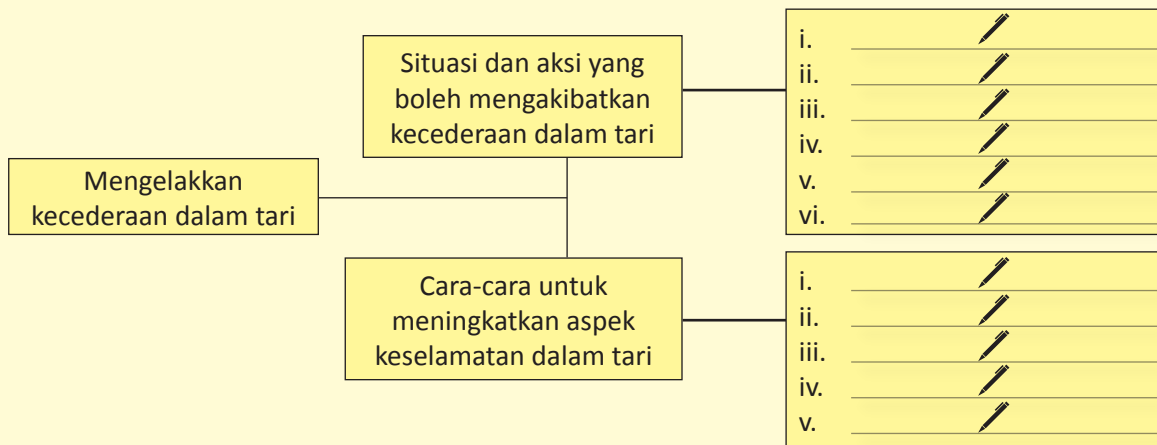 Mengelakkan
kecederaan dalam tari
Situasi dan aksi yang
boleh mengakibatkan
kecederaan dalam tari
i.
ii.
iii.
iv.
v.
vi.
Cara-cara untuk
meningkatkan aspek
keselamatan dalam tari
i.
ii.
iii.
iv.
v.